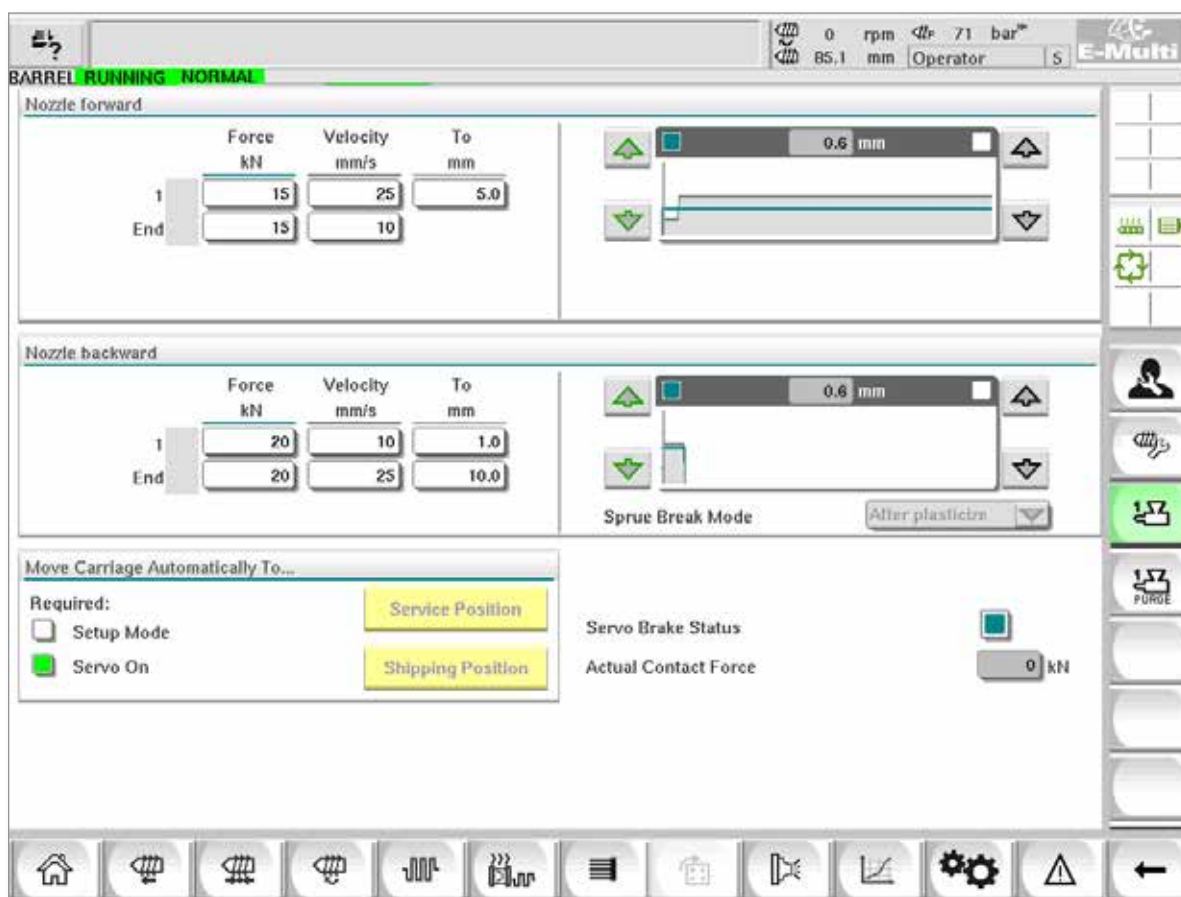 0 rpm 71 bar
85.1 mm Operator S E-Multi
BARREL RUNNING NORMAL
Nozzle forward
Force Velocity To
kN mm/s mm
1 15 25 5.0
End 15 10
0.6 mm
Nozzle backward
Force Velocity To
kN mm/s mm
1 20 10 1.0
End 20 25 10.0
0.6 mm
Sprue Break Mode After plasticize
Move Carriage Automatically To...
Required:
Setup Mode
Servo On
Service Position
Shipping Position
Servo Brake Status
Actual Contact Force 0 kN
1
1
PURGE